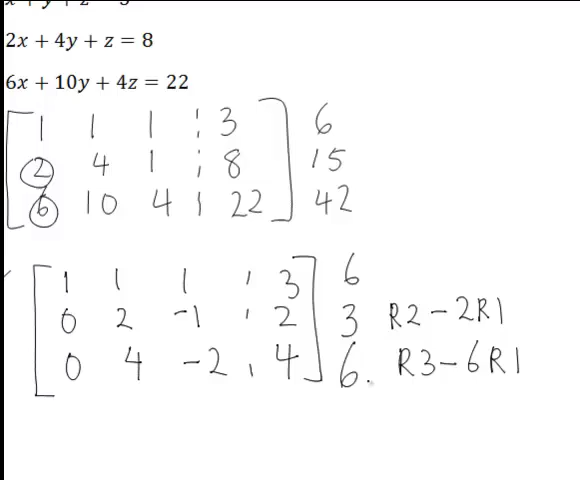 x + y + z = 3
2x + 4y + z = 8
6x + 10y + 4z = 22
1 1 1 ¦ 3 6
2 4 1 ¦ 8 15
6 10 4 ¦ 22 42
1 1 1 ¦ 3 6
0 2 -1 ¦ 2 3 R2-2R1
0 4 -2 ¦ 4 6. R3-6R1